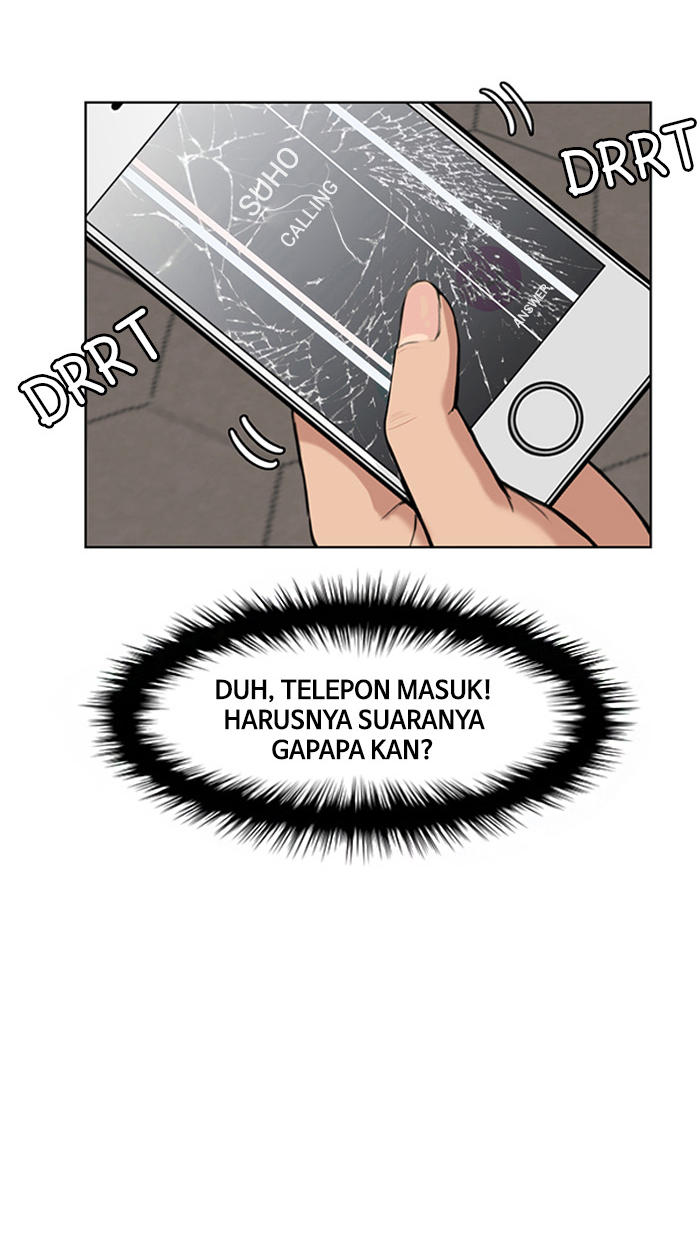 DRRT
SUHO
CALLING
ANSWER
DRRT
DUH, TELEPON MASUK!
HARUSNYA SUARANYA
GAPAPA KAN?